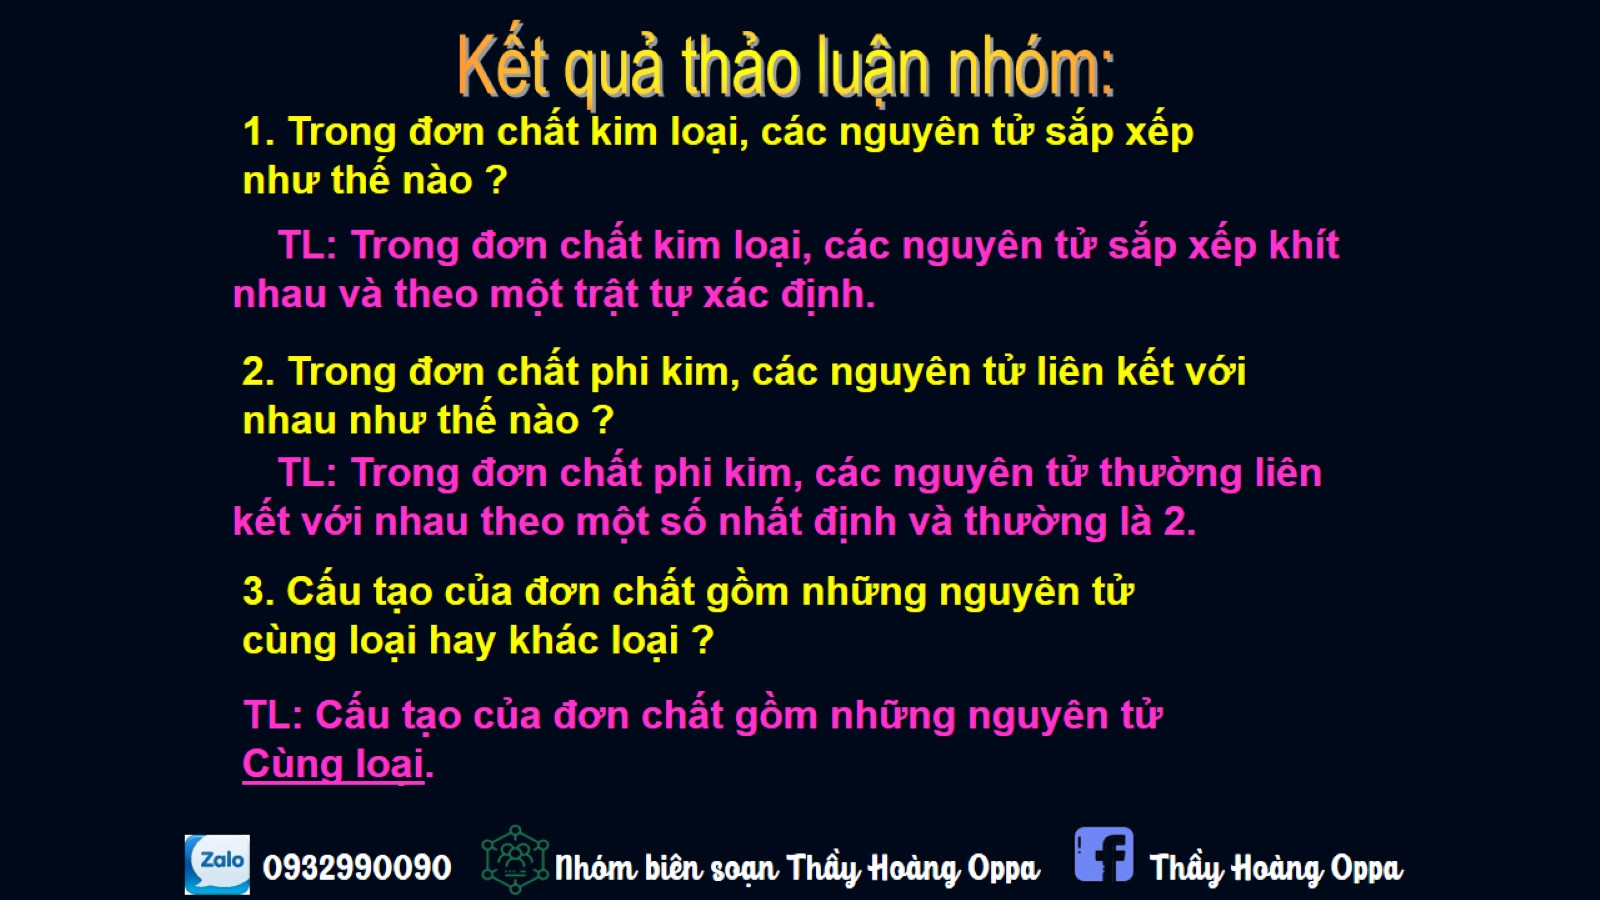 Kết quả thảo luận nhóm:
1. Trong đơn chất kim loại, các nguyên tử sắp xếp
như thế nào ?
TL: Trong đơn chất kim loại, các nguyên tử sắp xếp khít
nhau và theo một trật tự xác định.
2. Trong đơn chất phi kim, các nguyên tử liên kết với
nhau như thế nào ?
TL: Trong đơn chất phi kim, các nguyên tử thường liên
kết với nhau theo một số nhất định và thường là 2.
3. Cấu tạo của đơn chất gồm những nguyên tử
cùng loại hay khác loại ?
TL: Cấu tạo của đơn chất gồm những nguyên tử
Cùng loại.
Zalo 0932990090 Nhóm biên soạn Thầy Hoàng Oppa f Thầy Hoàng Oppa